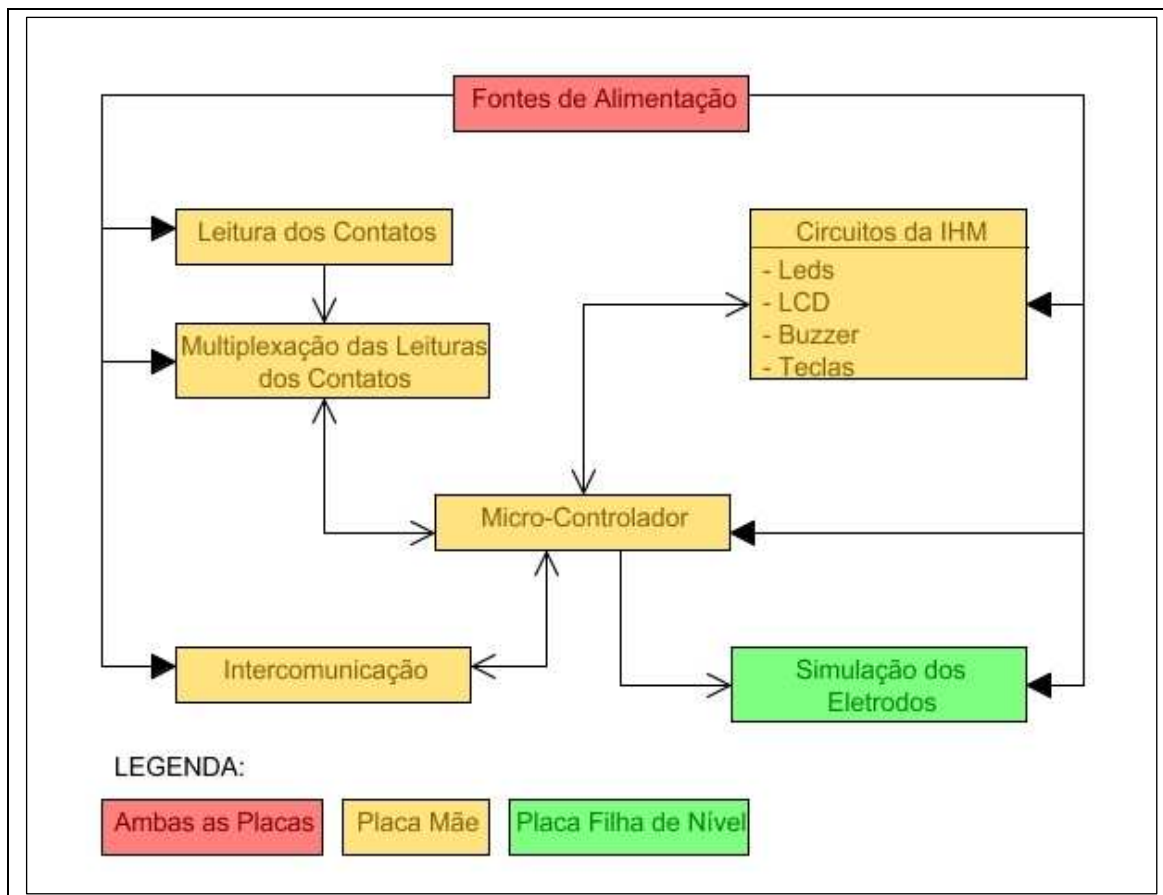 Fontes de Alimentação
Leitura dos Contatos
Multiplexação das Leituras
dos Contatos
Circuitos da IHM
- Leds
- LCD
- Buzzer
- Teclas
Micro-Controlador
Intercomunicação
Simulação dos
Eletrodos
LEGENDA:
Ambas as Placas
Placa Mãe
Placa Filha de Nível